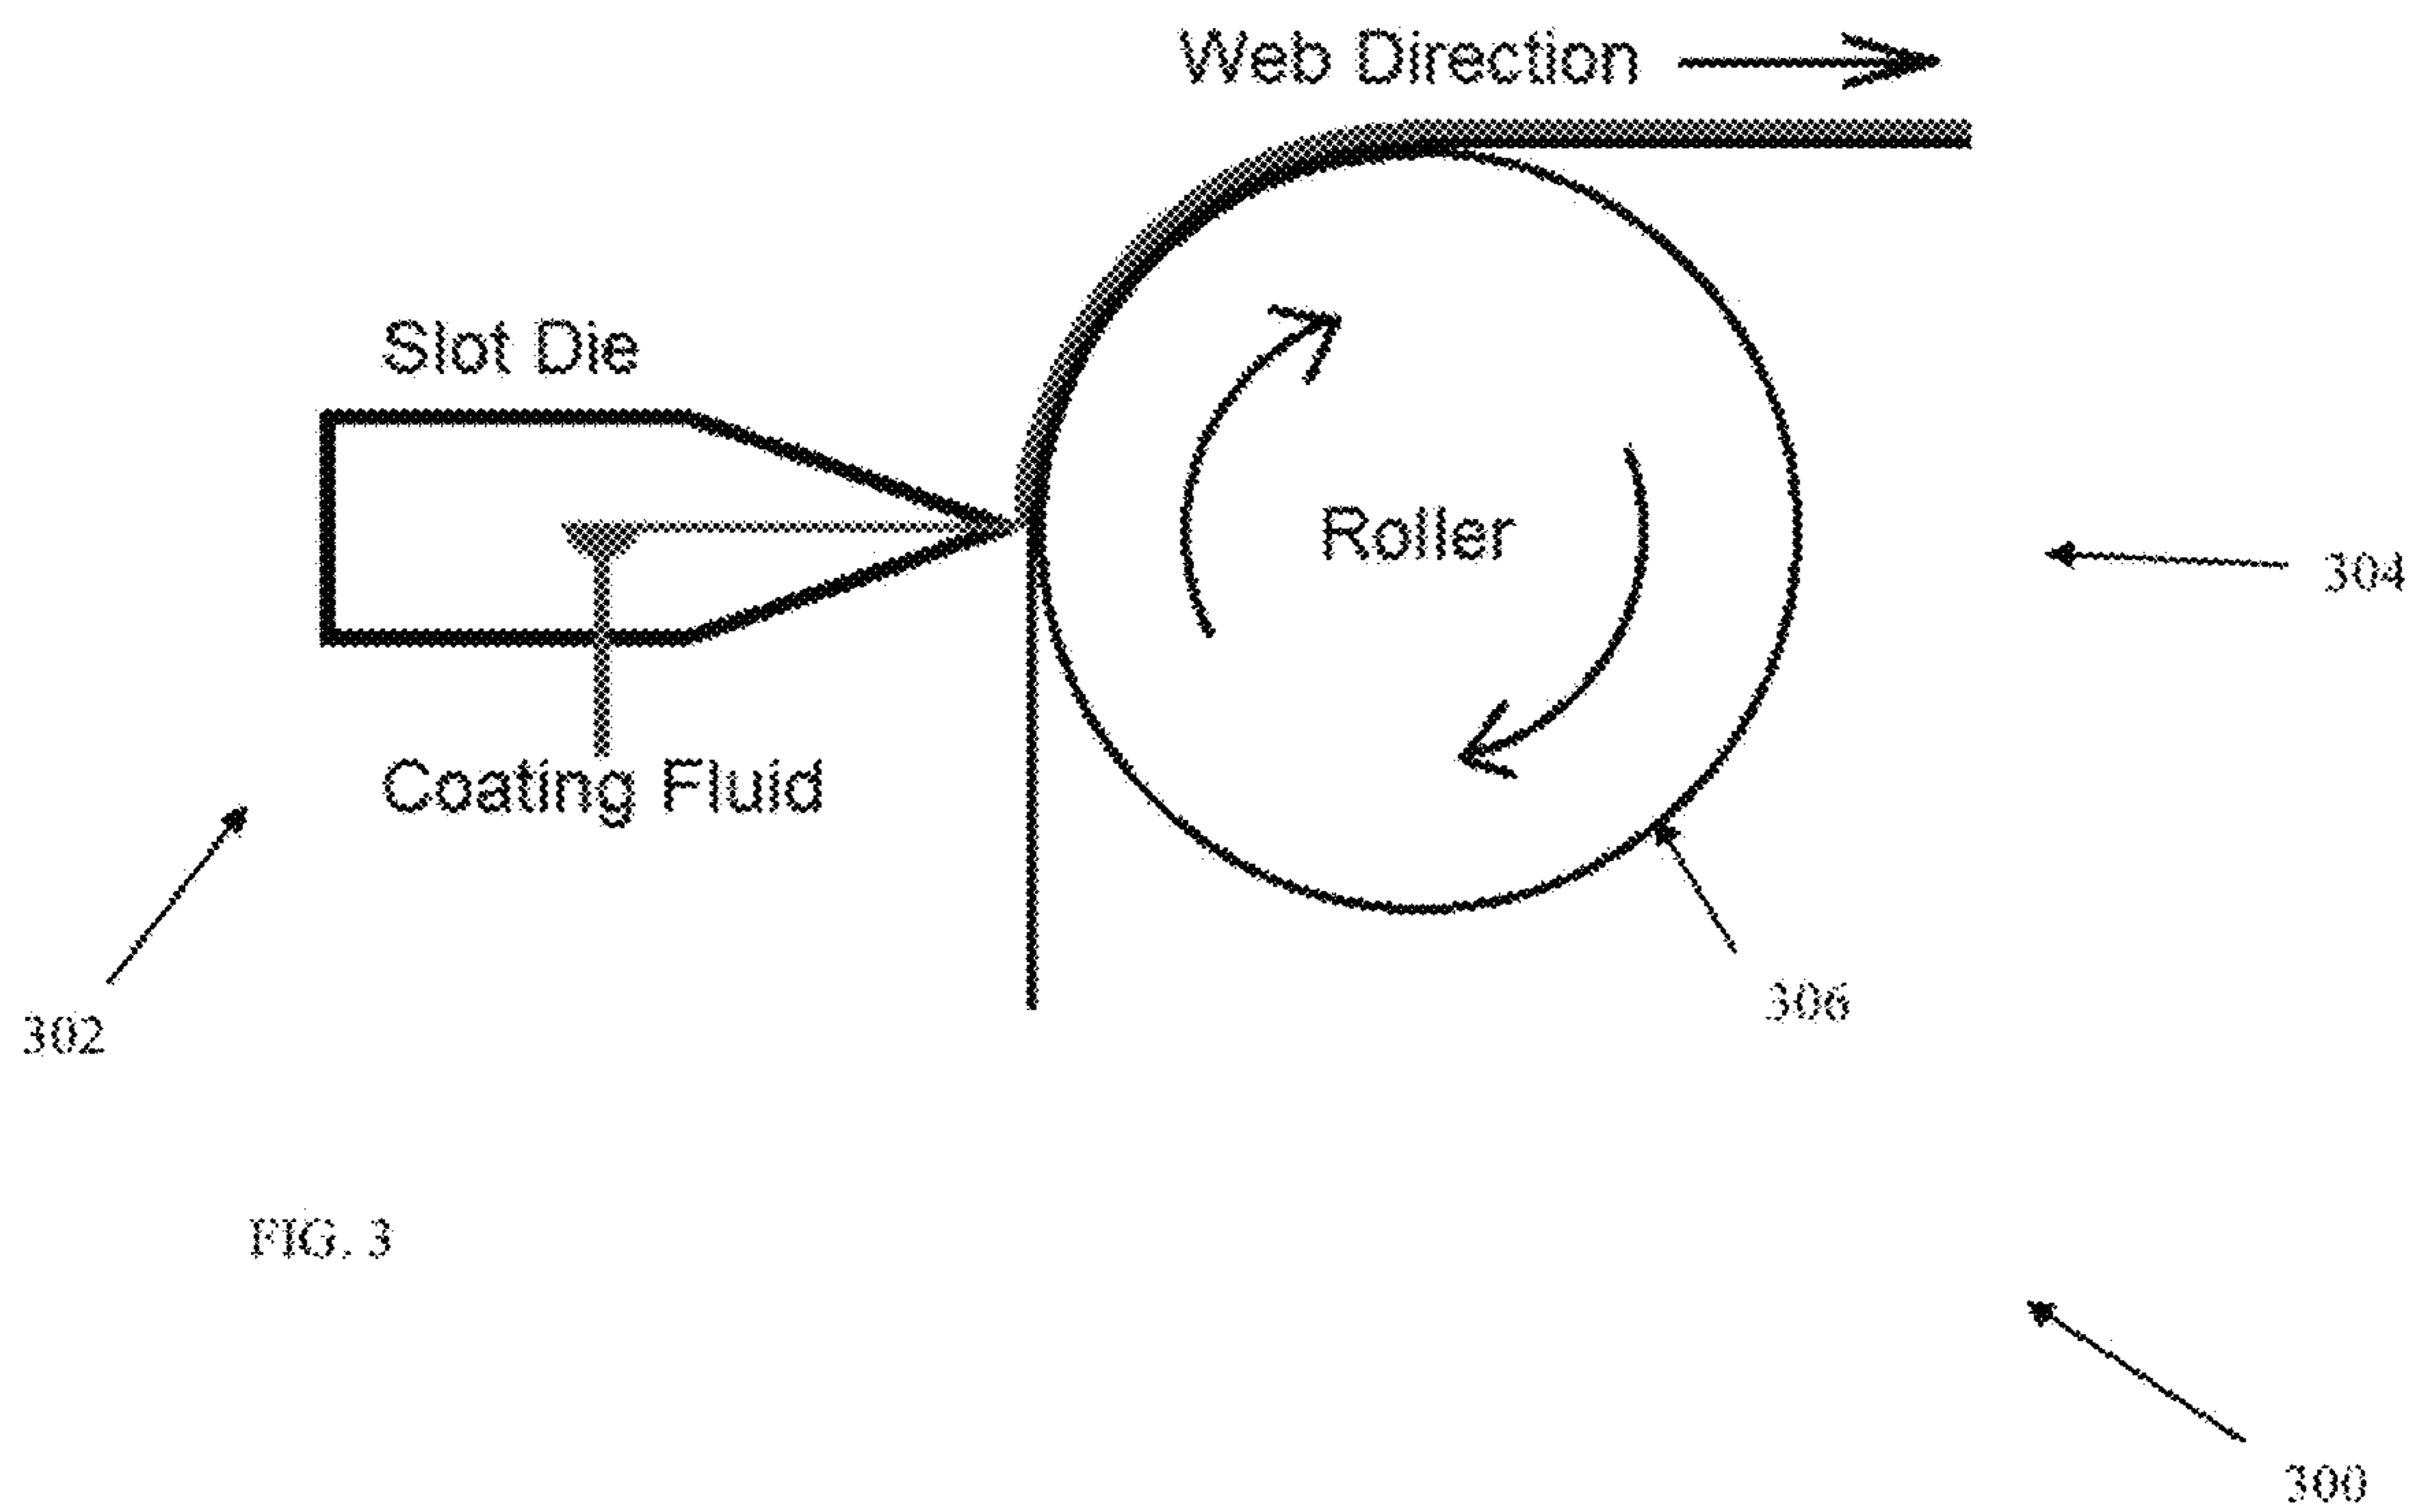 Web Direction
Slot Die
Roller
304
Coating Fluid
306
302
FIG. 3
300